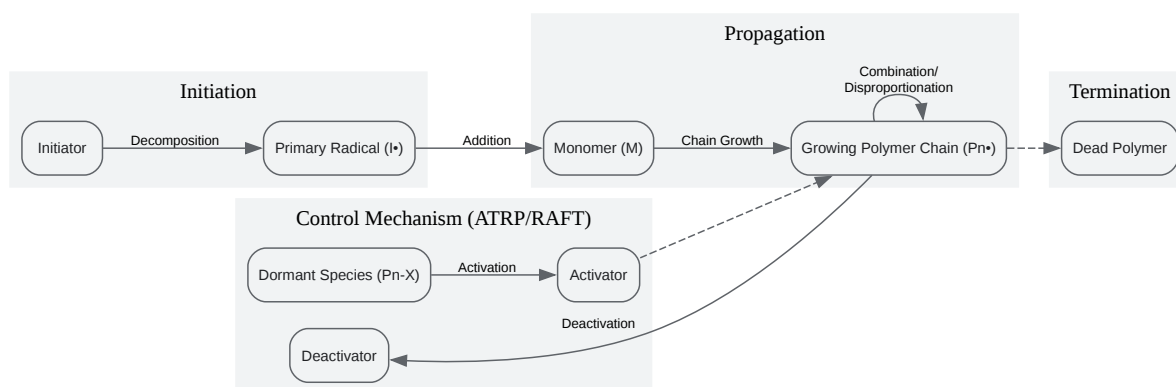 Propagation
Initiation
Combination/
Disproportionation
Termination
Initiator
Decomposition
Primary Radical (I•)
Addition
Monomer (M)
Chain Growth
Growing Polymer Chain (Pn•)
Dead Polymer
Control Mechanism (ATRP/RAFT)
Dormant Species (Pn-X)
Activation
Activator
Deactivation
Deactivator